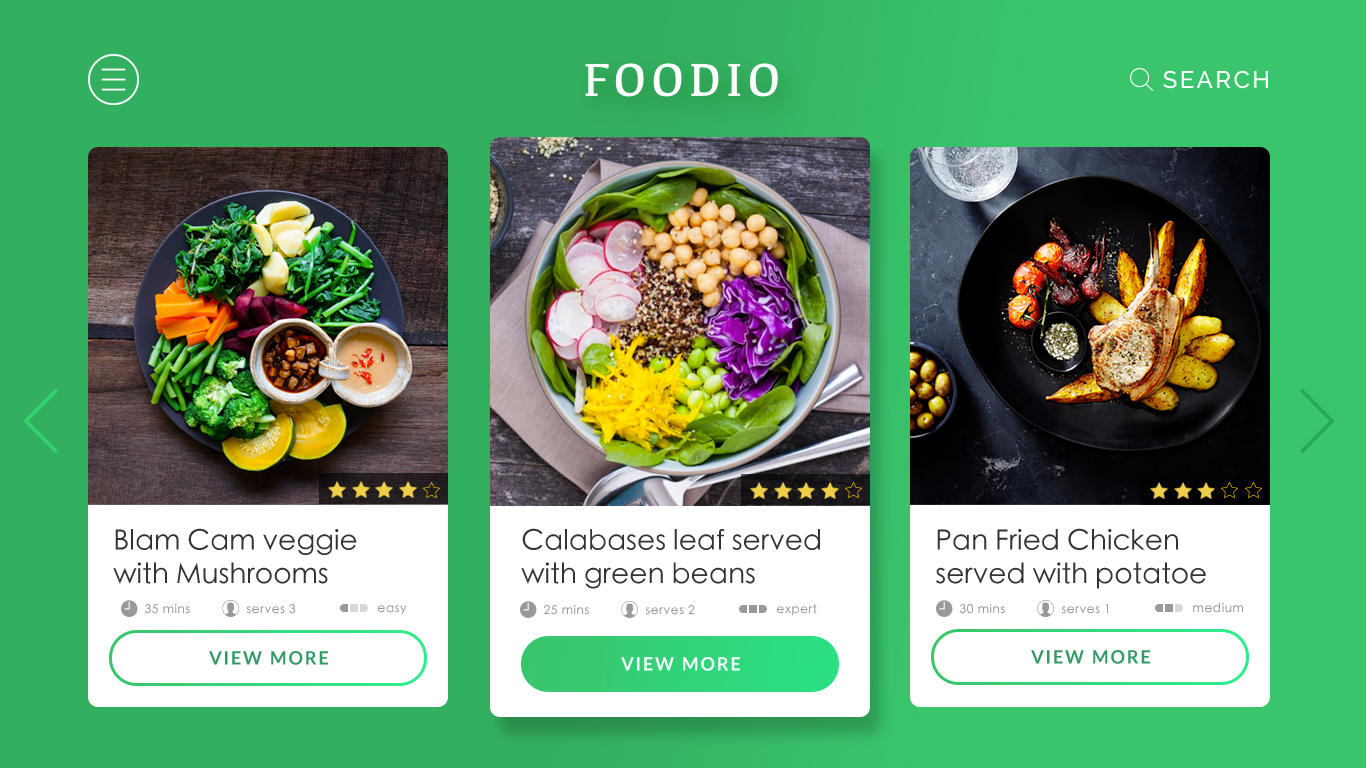 FOODIO
SEARCH
Blam Cam veggie
with Mushrooms
35 mins serves 3 easy
VIEW MORE
Calabases leaf served
with green beans
25 mins serves 2 expert
VIEW MORE
Pan Fried Chicken
served with potatoe
30 mins serves 1 medium
VIEW MORE